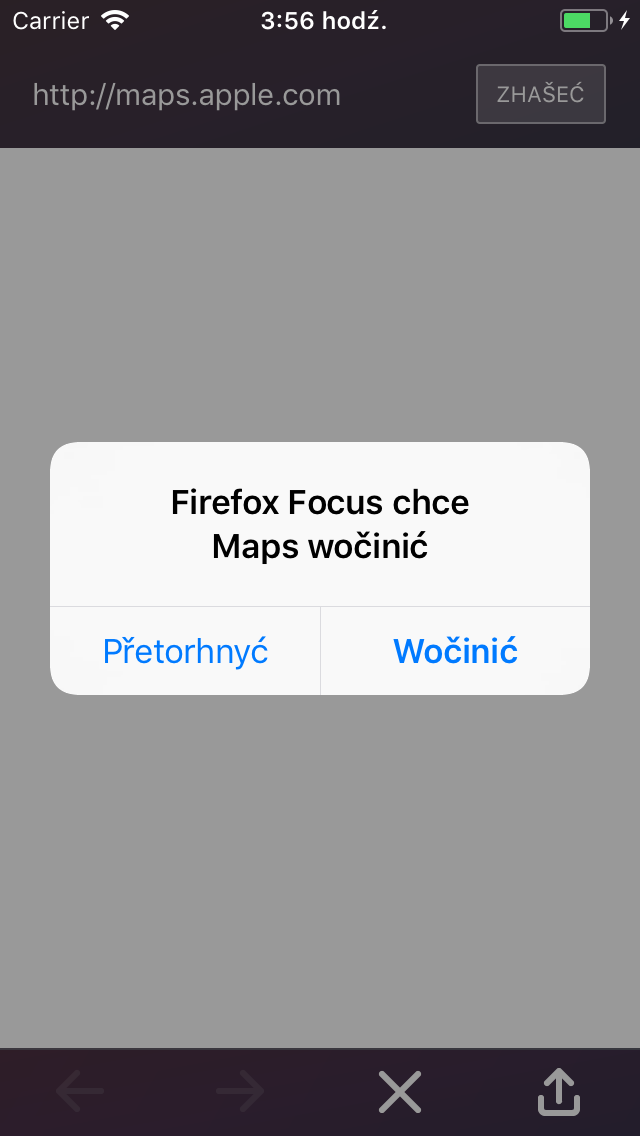 Carrier 3:56 hodź.
http://maps.apple.com ZHAŠEĆ
Firefox Focus chce
Maps wočinić
Přetorhnyć Wočinić